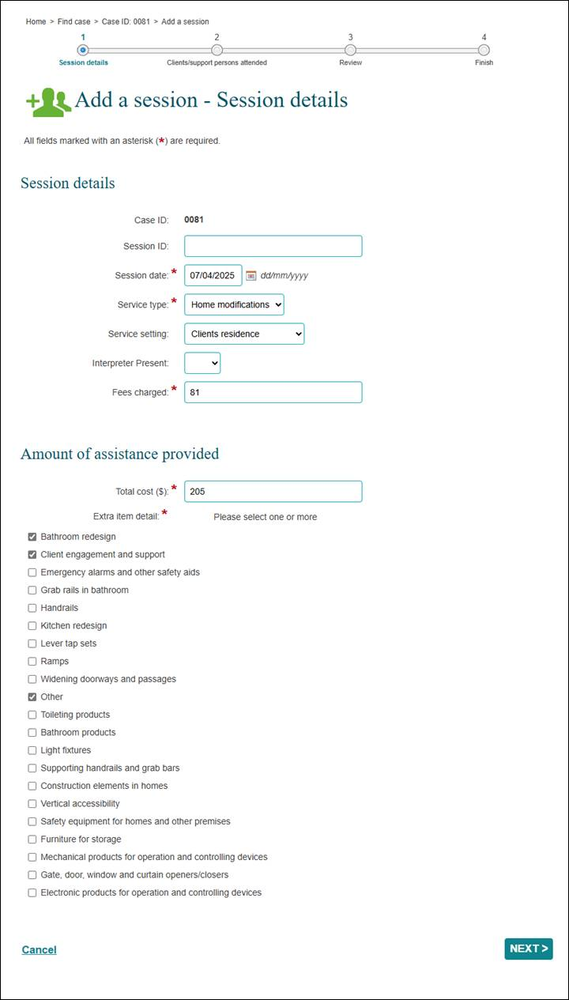 Home > Find case > Case ID: 0081 > Add a session
1 2 3 4
Session details Clients/support persons attended Review Finish
Add a session - Session details
All fields marked with an asterisk (*) are required.
Session details
Case ID: 0081
Session ID:
Session date: * 07/04/2025 dd/mm/yyyy
Service type: * Home modifications
Service setting: Clients residence
Interpreter Present:
Fees charged: * 81
Amount of assistance provided
Total cost ($): * 205
Extra item detail: * Please select one or more
Bathroom redesign
Client engagement and support
Emergency alarms and other safety aids
Grab rails in bathroom
Handrails
Kitchen redesign
Lever tap sets
Ramps
Widening doorways and passages
Other
Toileting products
Bathroom products
Light fixtures
Supporting handrails and grab bars
Construction elements in homes
Vertical accessibility
Safety equipment for homes and other premises
Furniture for storage
Mechanical products for operation and controlling devices
Gate, door, window and curtain openers/closers
Electronic products for operation and controlling devices
Cancel NEXT >